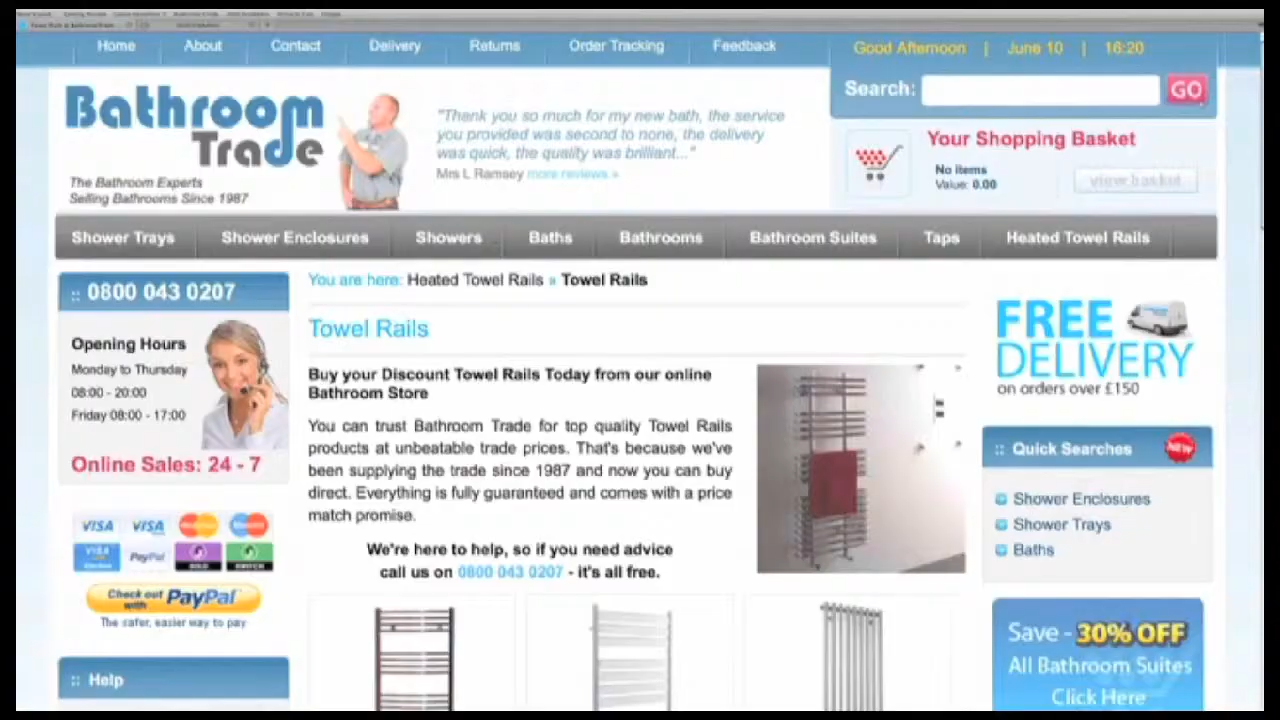 Home About Contact Delivery Returns Order Tracking Feedback
Good Afternoon | June 10 | 16:20
Search: GO
Bathroom
Trade
The Bathroom Experts
Selling Bathrooms Since 1987
"Thank you so much for my new bath, the service
you provided was second to none, the delivery
was quick, the quality was brilliant..."
Mrs L Ramsey more reviews »
Your Shopping Basket
No items
Value: 0.00
view basket
Shower Trays Shower Enclosures Showers Baths Bathrooms Bathroom Suites Taps Heated Towel Rails
:: 0800 043 0207
Opening Hours
Monday to Thursday
08:00 - 20:00
Friday 08:00 - 17:00
Online Sales: 24 - 7
VISA VISA
PayPal
Check out
with PayPal
The safer, easier way to pay
:: Help
You are here: Heated Towel Rails » Towel Rails
Towel Rails
Buy your Discount Towel Rails Today from our online
Bathroom Store
You can trust Bathroom Trade for top quality Towel Rails
products at unbeatable trade prices. That's because we've
been supplying the trade since 1987 and now you can buy
direct. Everything is fully guaranteed and comes with a price
match promise.
We're here to help, so if you need advice
call us on 0800 043 0207 - it's all free.
FREE
DELIVERY
on orders over £150
:: Quick Searches NEW
Shower Enclosures
Shower Trays
Baths
Save - 30% OFF
All Bathroom Suites
Click Here